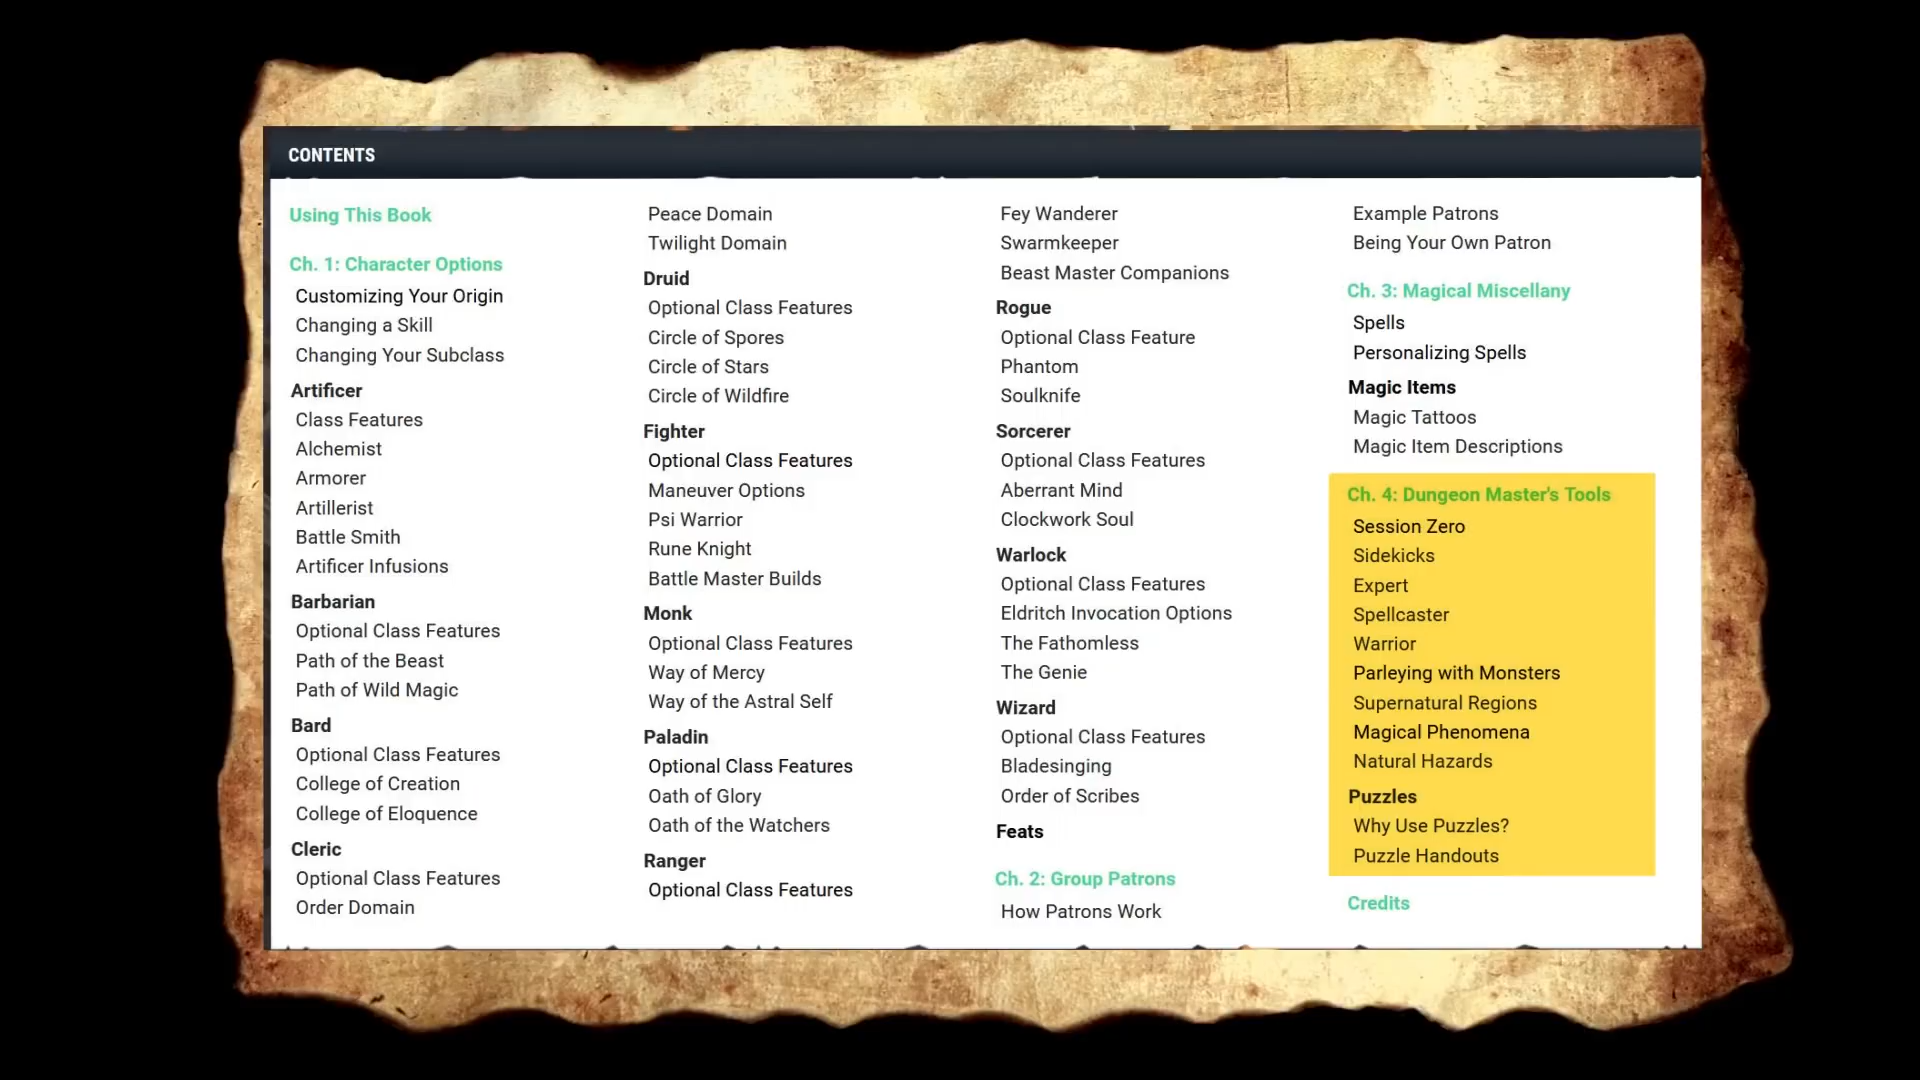 CONTENTS
Using This Book
Ch. 1: Character Options
Customizing Your Origin
Changing a Skill
Changing Your Subclass
Artificer
Class Features
Alchemist
Armorer
Artillerist
Battle Smith
Artificer Infusions
Barbarian
Optional Class Features
Path of the Beast
Path of Wild Magic
Bard
Optional Class Features
College of Creation
College of Eloquence
Cleric
Optional Class Features
Order Domain
Peace Domain
Twilight Domain
Druid
Optional Class Features
Circle of Spores
Circle of Stars
Circle of Wildfire
Fighter
Optional Class Features
Maneuver Options
Psi Warrior
Rune Knight
Battle Master Builds
Monk
Optional Class Features
Way of Mercy
Way of the Astral Self
Paladin
Optional Class Features
Oath of Glory
Oath of the Watchers
Ranger
Optional Class Features
Fey Wanderer
Swarmkeeper
Beast Master Companions
Rogue
Optional Class Feature
Phantom
Soulknife
Sorcerer
Optional Class Features
Aberrant Mind
Clockwork Soul
Warlock
Optional Class Features
Eldritch Invocation Options
The Fathomless
The Genie
Wizard
Optional Class Features
Bladesinging
Order of Scribes
Feats
Ch. 2: Group Patrons
How Patrons Work
Example Patrons
Being Your Own Patron
Ch. 3: Magical Miscellany
Spells
Personalizing Spells
Magic Items
Magic Tattoos
Magic Item Descriptions
Ch. 4: Dungeon Master's Tools
Session Zero
Sidekicks
Expert
Spellcaster
Warrior
Parleying with Monsters
Supernatural Regions
Magical Phenomena
Natural Hazards
Puzzles
Why Use Puzzles?
Puzzle Handouts
Credits